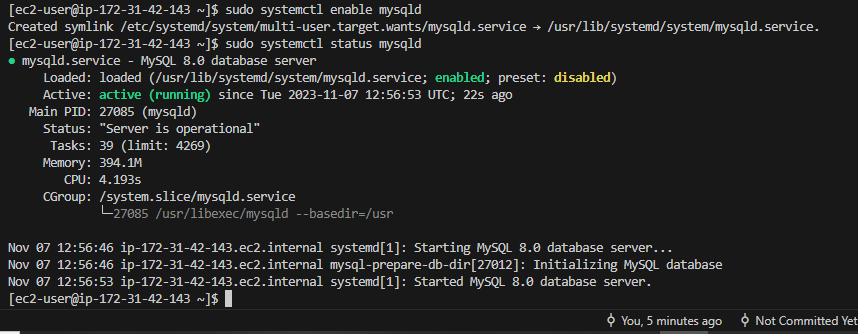 [ec2-user@ip-172-31-42-143 ~]$ sudo systemctl enable mysqld
Created symlink /etc/systemd/system/multi-user.target.wants/mysqld.service → /usr/lib/systemd/system/mysqld.service.
[ec2-user@ip-172-31-42-143 ~]$ sudo systemctl status mysqld
● mysqld.service - MySQL 8.0 database server
     Loaded: loaded (/usr/lib/systemd/system/mysqld.service; enabled; preset: disabled)
     Active: active (running) since Tue 2023-11-07 12:56:53 UTC; 22s ago
   Main PID: 27085 (mysqld)
     Status: "Server is operational"
      Tasks: 39 (limit: 4269)
     Memory: 394.1M
        CPU: 4.193s
     CGroup: /system.slice/mysqld.service
             └─27085 /usr/libexec/mysqld --basedir=/usr

Nov 07 12:56:46 ip-172-31-42-143.ec2.internal systemd[1]: Starting MySQL 8.0 database server...
Nov 07 12:56:46 ip-172-31-42-143.ec2.internal mysql-prepare-db-dir[27012]: Initializing MySQL database
Nov 07 12:56:53 ip-172-31-42-143.ec2.internal systemd[1]: Started MySQL 8.0 database server.
[ec2-user@ip-172-31-42-143 ~]$
You, 5 minutes ago   Not Committed Yet